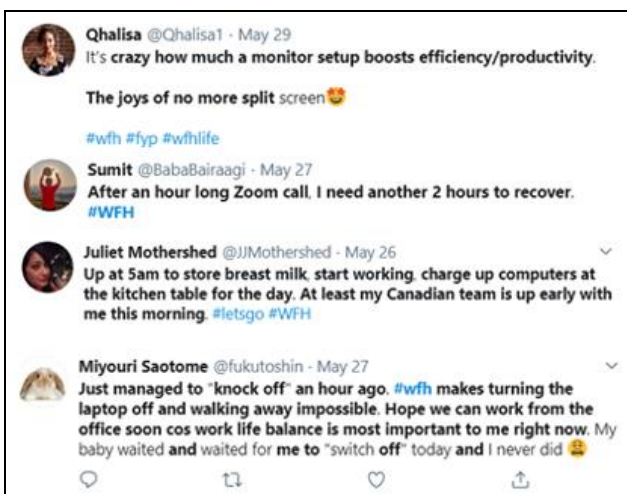 Qhalisa @Qhalisa1 · May 29
It's crazy how much a monitor setup boosts efficiency/productivity.
The joys of no more split screen🤩
#wfh #fyp #wfhlife
Sumit @BabaBairaagi · May 27
After an hour long Zoom call, I need another 2 hours to recover.
#WFH
Juliet Mothershed @JJMothershed · May 26
Up at 5am to store breast milk, start working, charge up computers at
the kitchen table for the day. At least my Canadian team is up early with
me this morning. #letsgo #WFH
Miyouri Saotome @fukutoshin · May 27
Just managed to "knock off" an hour ago. #wfh makes turning the
laptop off and walking away impossible. Hope we can work from the
office soon cos work life balance is most important to me right now. My
baby waited and waited for me to "switch off" today and I never did 😩